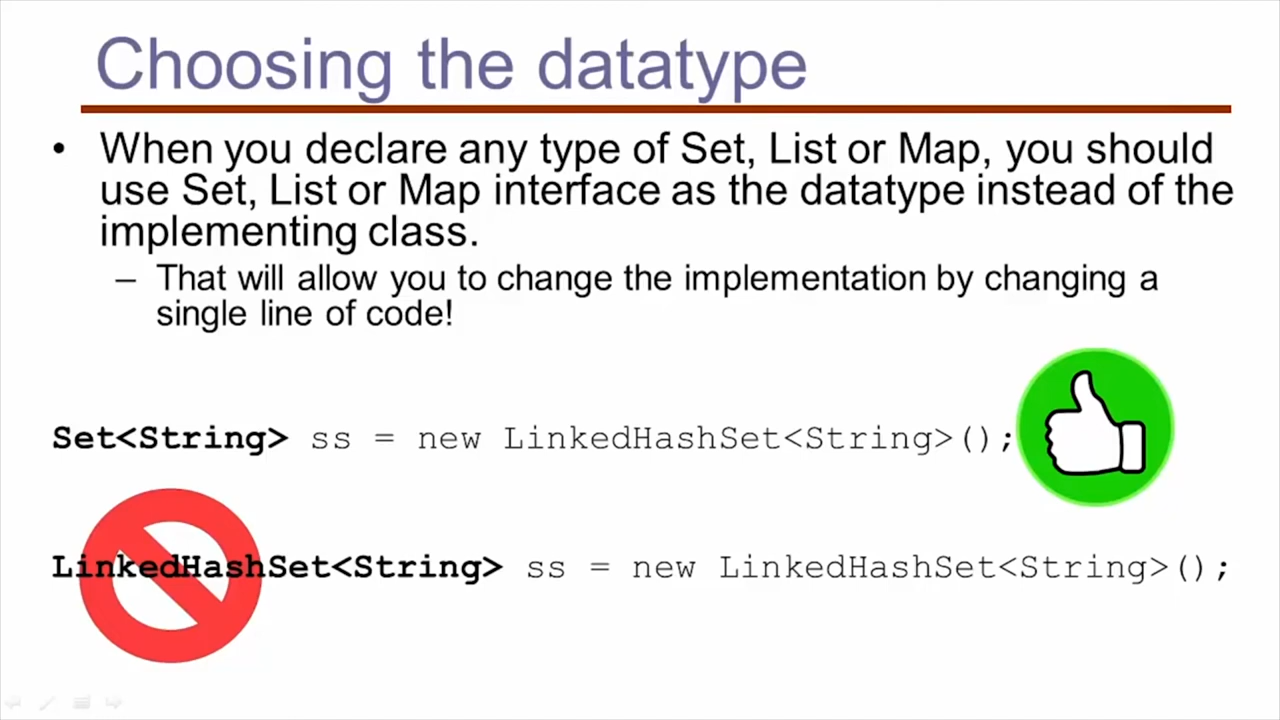 Choosing the datatype
• When you declare any type of Set, List or Map, you should
use Set, List or Map interface as the datatype instead of the
implementing class.
– That will allow you to change the implementation by changing a
single line of code!
Set<String> ss = new LinkedHashSet<String>();
LinkedHashSet<String> ss = new LinkedHashSet<String>();